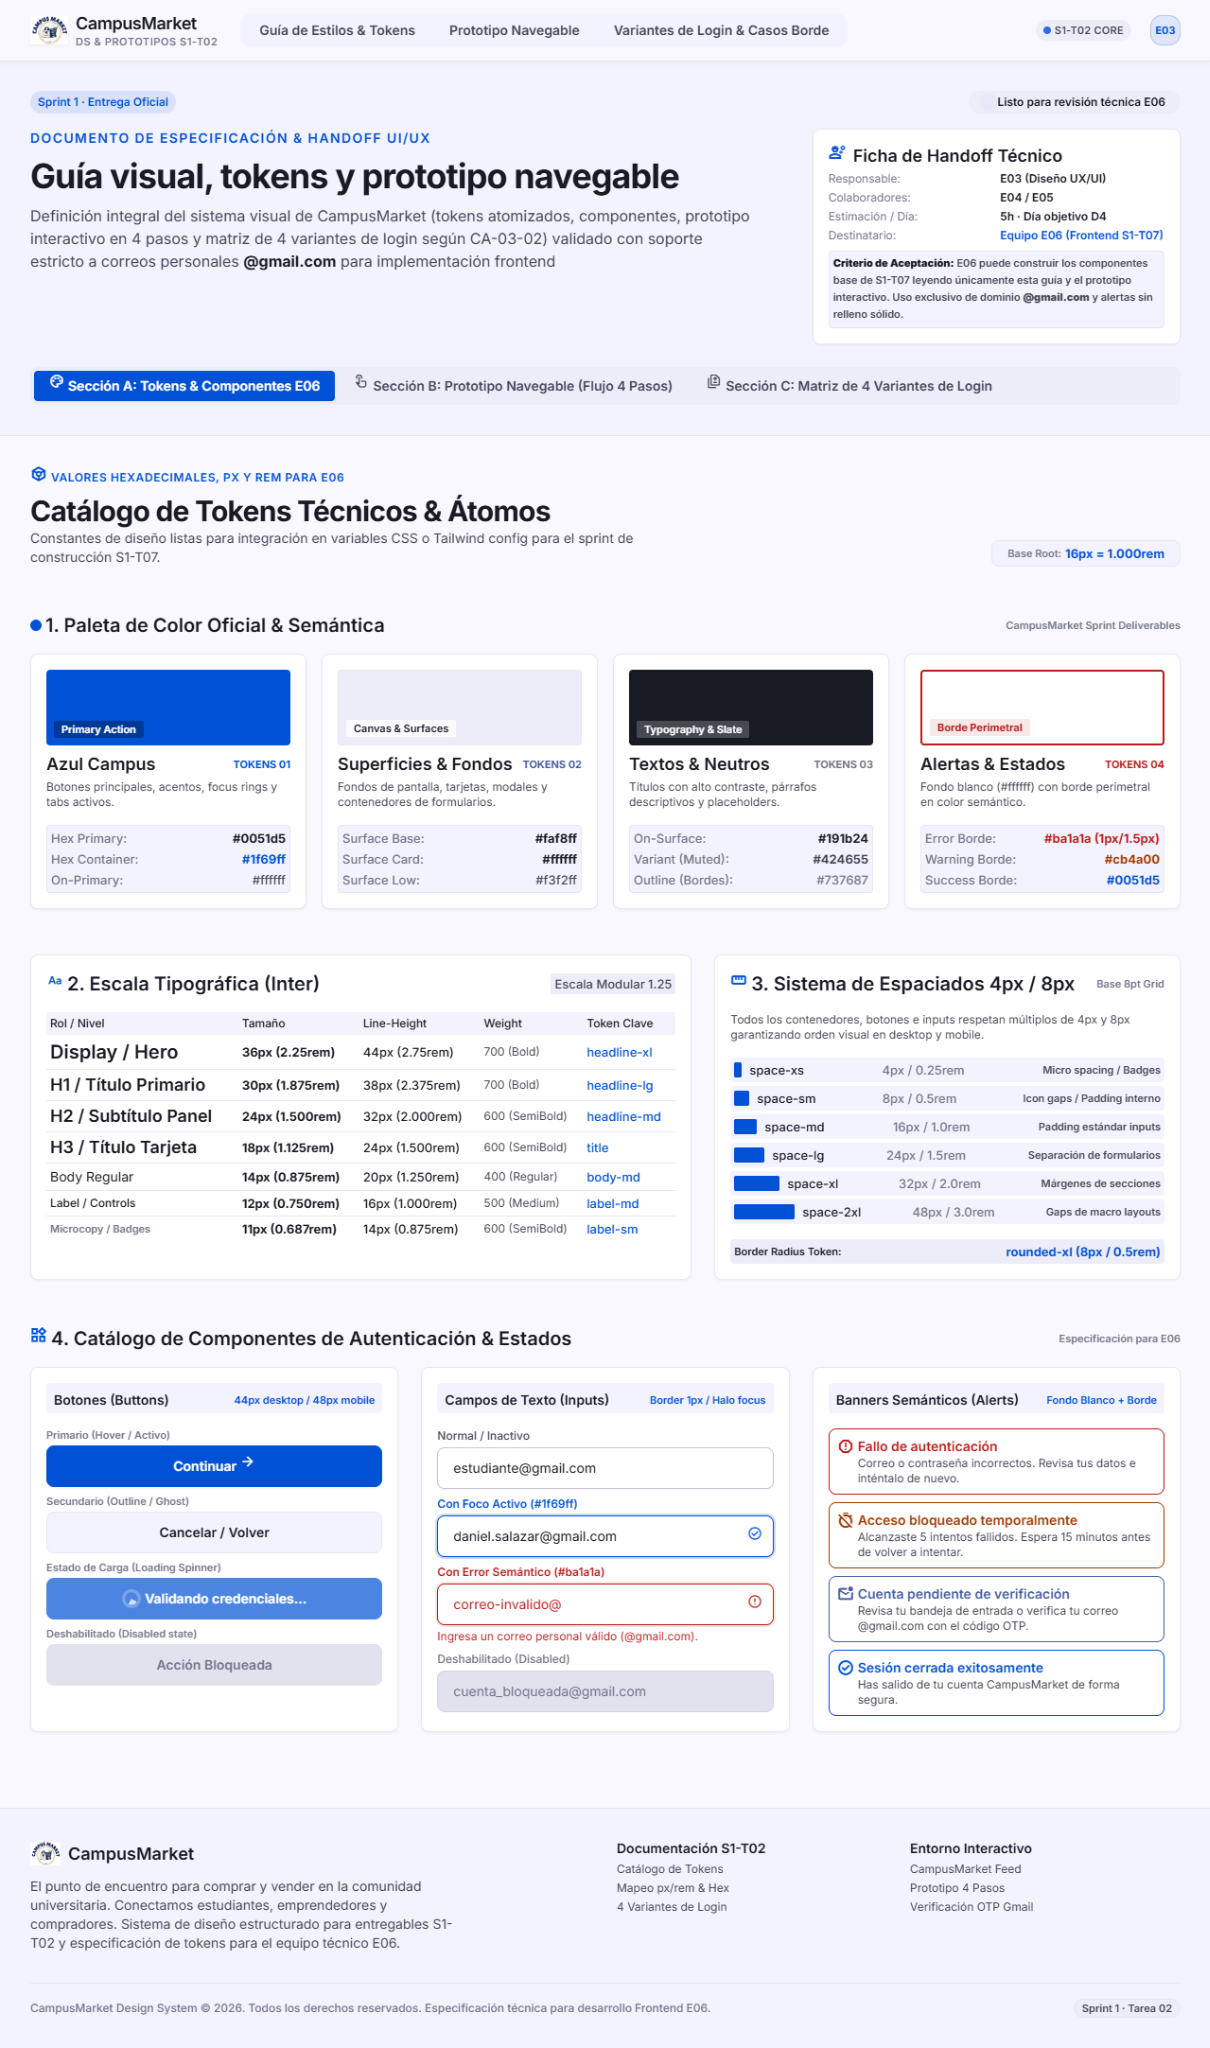 CAMPUS MARKET
CampusMarket
DS & PROTOTIPOS S1-T02
Guía de Estilos & Tokens
Prototipo Navegable
Variantes de Login & Casos Borde
S1-T02 CORE
E03
Sprint 1 · Entrega Oficial
Listo para revisión técnica E06
DOCUMENTO DE ESPECIFICACIÓN & HANDOFF UI/UX
Guía visual, tokens y prototipo navegable
Definición integral del sistema visual de CampusMarket (tokens atomizados, componentes, prototipo
interactivo en 4 pasos y matriz de 4 variantes de login según CA-03-02) validado con soporte
estricto a correos personales @gmail.com para implementación frontend
Ficha de Handoff Técnico
Responsable: E03 (Diseño UX/UI)
Colaboradores: E04 / E05
Estimación / Día: 5h · Día objetivo D4
Destinatario: Equipo E06 (Frontend S1-T07)
Criterio de Aceptación: E06 puede construir los componentes
base de S1-T07 leyendo únicamente esta guía y el prototipo
interactivo. Uso exclusivo de dominio @gmail.com y alertas sin
relleno sólido.
Sección A: Tokens & Componentes E06
Sección B: Prototipo Navegable (Flujo 4 Pasos)
Sección C: Matriz de 4 Variantes de Login
VALORES HEXADECIMALES, PX Y REM PARA E06
Catálogo de Tokens Técnicos & Átomos
Constantes de diseño listas para integración en variables CSS o Tailwind config para el sprint de
construcción S1-T07.
Base Root: 16px = 1.000rem
1. Paleta de Color Oficial & Semántica
CampusMarket Sprint Deliverables
Primary Action
Azul Campus TOKENS 01
Botones principales, acentos, focus rings y
tabs activos.
Hex Primary: #0051d5
Hex Container: #1f69ff
On-Primary: #ffffff
Canvas & Surfaces
Superficies & Fondos TOKENS 02
Fondos de pantalla, tarjetas, modales y
contenedores de formularios.
Surface Base: #faf8ff
Surface Card: #ffffff
Surface Low: #f3f2ff
Typography & Slate
Textos & Neutros TOKENS 03
Títulos con alto contraste, párrafos
descriptivos y placeholders.
On-Surface: #191b24
Variant (Muted): #424655
Outline (Bordes): #737687
Borde Perimetral
Alertas & Estados TOKENS 04
Fondo blanco (#ffffff) con borde perimetral
en color semántico.
Error Borde: #ba1a1a (1px/1.5px)
Warning Borde: #cb4a00
Success Borde: #0051d5
Aa 2. Escala Tipográfica (Inter)
Escala Modular 1.25
Rol / Nivel Tamaño Line-Height Weight Token Clave
Display / Hero 36px (2.25rem) 44px (2.75rem) 700 (Bold) headline-xl
H1 / Título Primario 30px (1.875rem) 38px (2.375rem) 700 (Bold) headline-lg
H2 / Subtítulo Panel 24px (1.500rem) 32px (2.000rem) 600 (SemiBold) headline-md
H3 / Título Tarjeta 18px (1.125rem) 24px (1.500rem) 600 (SemiBold) title
Body Regular 14px (0.875rem) 20px (1.250rem) 400 (Regular) body-md
Label / Controls 12px (0.750rem) 16px (1.000rem) 500 (Medium) label-md
Microcopy / Badges 11px (0.687rem) 14px (0.875rem) 600 (SemiBold) label-sm
3. Sistema de Espaciados 4px / 8px
Base 8pt Grid
Todos los contenedores, botones e inputs respetan múltiplos de 4px y 8px
garantizando orden visual en desktop y mobile.
space-xs 4px / 0.25rem Micro spacing / Badges
space-sm 8px / 0.5rem Icon gaps / Padding interno
space-md 16px / 1.0rem Padding estándar inputs
space-lg 24px / 1.5rem Separación de formularios
space-xl 32px / 2.0rem Márgenes de secciones
space-2xl 48px / 3.0rem Gaps de macro layouts
Border Radius Token: rounded-xl (8px / 0.5rem)
4. Catálogo de Componentes de Autenticación & Estados
Especificación para E06
Botones (Buttons) 44px desktop / 48px mobile
Primario (Hover / Activo)
Continuar →
Secundario (Outline / Ghost)
Cancelar / Volver
Estado de Carga (Loading Spinner)
Validando credenciales...
Deshabilitado (Disabled state)
Acción Bloqueada
Campos de Texto (Inputs) Border 1px / Halo focus
Normal / Inactivo
estudiante@gmail.com
Con Foco Activo (#1f69ff)
daniel.salazar@gmail.com
Con Error Semántico (#ba1a1a)
correo-invalido@
Ingresa un correo personal válido (@gmail.com).
Deshabilitado (Disabled)
cuenta_bloqueada@gmail.com
Banners Semánticos (Alerts) Fondo Blanco + Borde
Fallo de autenticación
Correo o contraseña incorrectos. Revisa tus datos e
inténtalo de nuevo.
Acceso bloqueado temporalmente
Alcanzaste 5 intentos fallidos. Espera 15 minutos antes
de volver a intentar.
Cuenta pendiente de verificación
Revisa tu bandeja de entrada o verifica tu correo
@gmail.com con el código OTP.
Sesión cerrada exitosamente
Has salido de tu cuenta CampusMarket de forma
segura.
CAMPUS MARKET
CampusMarket
El punto de encuentro para comprar y vender en la comunidad
universitaria. Conectamos estudiantes, emprendedores y
compradores. Sistema de diseño estructurado para entregables S1-
T02 y especificación de tokens para el equipo técnico E06.
Documentación S1-T02
Catálogo de Tokens
Mapeo px/rem & Hex
4 Variantes de Login
Entorno Interactivo
CampusMarket Feed
Prototipo 4 Pasos
Verificación OTP Gmail
CampusMarket Design System © 2026. Todos los derechos reservados. Especificación técnica para desarrollo Frontend E06.
Sprint 1 · Tarea 02